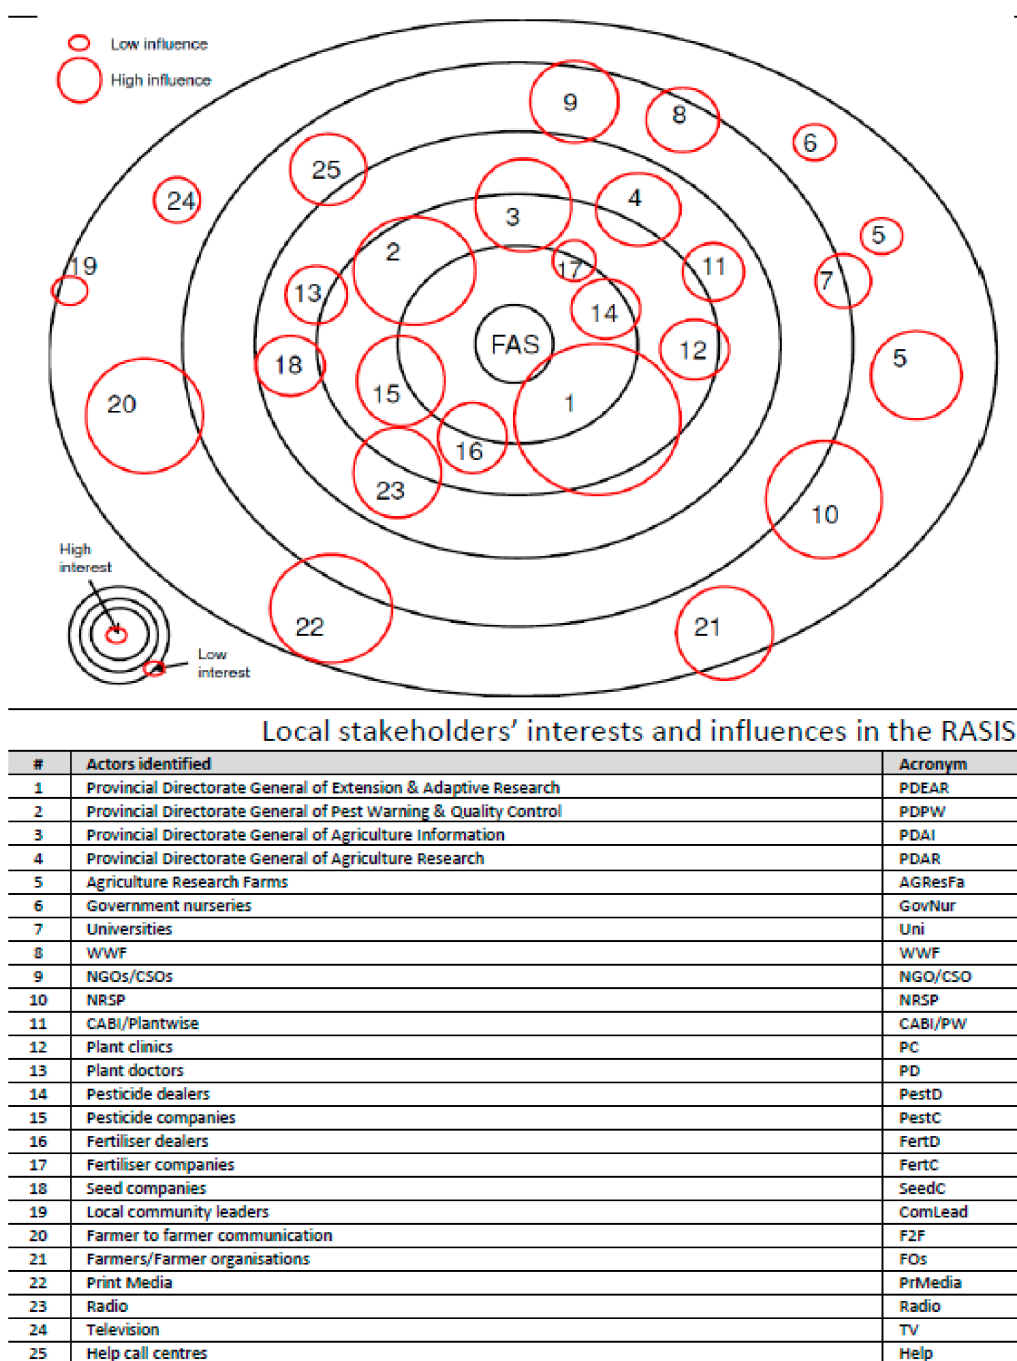 Low influence
High influence
9
8
6
25
24
3
4
5
2
17
11
7
19
13
14
FAS
12
5
18
15
1
20
16
23
10
22
21
High
interest
Low
interest
Local stakeholders' interests and influences in the RASIS
# Actors identified Acronym
1 Provincial Directorate General of Extension & Adaptive Research PDEAR
2 Provincial Directorate General of Pest Warning & Quality Control PDPW
3 Provincial Directorate General of Agriculture Information PDAI
4 Provincial Directorate General of Agriculture Research PDAR
5 Agriculture Research Farms AGResFa
6 Government nurseries GovNur
7 Universities Uni
8 WWF WWF
9 NGOs/CSOs NGO/CSO
10 NRSP NRSP
11 CABI/Plantwise CABI/PW
12 Plant clinics PC
13 Plant doctors PD
14 Pesticide dealers PestD
15 Pesticide companies PestC
16 Fertiliser dealers FertD
17 Fertiliser companies FertC
18 Seed companies SeedC
19 Local community leaders ComLead
20 Farmer to farmer communication F2F
21 Farmers/Farmer organisations FOs
22 Print Media PrMedia
23 Radio Radio
24 Television TV
25 Help call centres Help